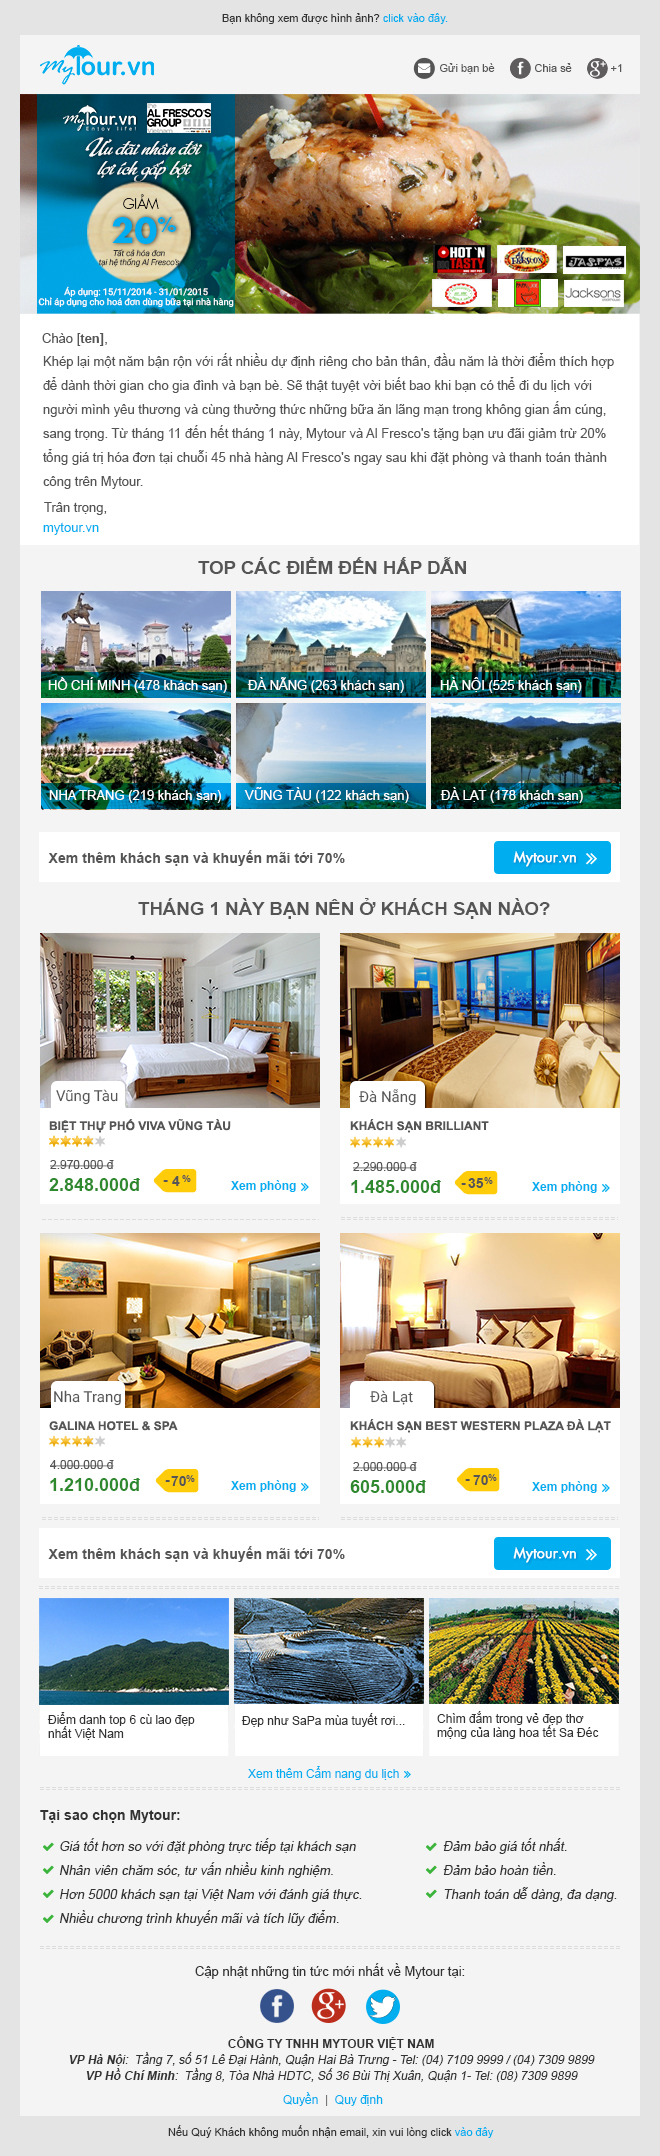 Bạn không xem được hình ảnh? click vào đây.
mytour.vn
Gửi bạn bè
Chia sẻ
+1
mytour.vn
Enjoy life!
AL FRESCO'S
GROUP
Ưu đãi nhân đôi
lợi ích gấp bội
GIẢM
20%
Tất cả hóa đơn
tại hệ thống Al Fresco's
Áp dụng: 15/11/2014 - 31/01/2015
Chỉ áp dụng cho hoá đơn dùng bữa tại nhà hàng
HOT'N
TASTY
AL FRESCO'S
JASPAS
Jacksons
Chào [ten],
Khép lại một năm bận rộn với rất nhiều dự định riêng cho bản thân, đầu năm là thời điểm thích hợp
để dành thời gian cho gia đình và bạn bè. Sẽ thật tuyệt vời biết bao khi bạn có thể đi du lịch với
người mình yêu thương và cùng thưởng thức những bữa ăn lãng mạn trong không gian ấm cúng,
sang trọng. Từ tháng 11 đến hết tháng 1 này, Mytour và Al Fresco's tặng bạn ưu đãi giảm trừ 20%
tổng giá trị hóa đơn tại chuỗi 45 nhà hàng Al Fresco's ngay sau khi đặt phòng và thanh toán thành
công trên Mytour.
Trân trọng,
mytour.vn
TOP CÁC ĐIỂM ĐẾN HẤP DẪN
HỒ CHÍ MINH (478 khách sạn)
ĐÀ NẴNG (263 khách sạn)
HÀ NỘI (525 khách sạn)
NHA TRANG (219 khách sạn)
VŨNG TÀU (122 khách sạn)
ĐÀ LẠT (178 khách sạn)
Xem thêm khách sạn và khuyến mãi tới 70%
Mytour.vn
THÁNG 1 NÀY BẠN NÊN Ở KHÁCH SẠN NÀO?
Vũng Tàu
Đà Nẵng
BIỆT THỰ PHỐ VIVA VŨNG TÀU
KHÁCH SẠN BRILLIANT
2.970.000 đ
2.290.000 đ
2.848.000đ
- 4%
Xem phòng
1.485.000đ
-35%
Xem phòng
Nha Trang
Đà Lạt
GALINA HOTEL & SPA
KHÁCH SẠN BEST WESTERN PLAZA ĐÀ LẠT
4.000.000 đ
2.000.000 đ
1.210.000đ
-70%
Xem phòng
605.000đ
- 70%
Xem phòng
Xem thêm khách sạn và khuyến mãi tới 70%
Mytour.vn
Điểm danh top 6 cù lao đẹp
nhất Việt Nam
Đẹp như SaPa mùa tuyết rơi...
Chìm đắm trong vẻ đẹp thơ
mộng của làng hoa tết Sa Đéc
Xem thêm Cẩm nang du lịch
Tại sao chọn Mytour:
Giá tốt hơn so với đặt phòng trực tiếp tại khách sạn
Đảm bảo giá tốt nhất.
Nhân viên chăm sóc, tư vấn nhiều kinh nghiệm.
Đảm bảo hoàn tiền.
Hơn 5000 khách sạn tại Việt Nam với đánh giá thực.
Thanh toán dễ dàng, đa dạng.
Nhiều chương trình khuyến mãi và tích lũy điểm.
Cập nhật những tin tức mới nhất về Mytour tại:
CÔNG TY TNHH MYTOUR VIỆT NAM
VP Hà Nội: Tầng 7, số 51 Lê Đại Hành, Quận Hai Bà Trưng - Tel: (04) 7109 9999 / (04) 7309 9899
VP Hồ Chí Minh: Tầng 8, Tòa Nhà HDTC, Số 36 Bùi Thị Xuân, Quận 1- Tel: (08) 7309 9899
Quyền | Quy định
Nếu Quý Khách không muốn nhận email, xin vui lòng click vào đây